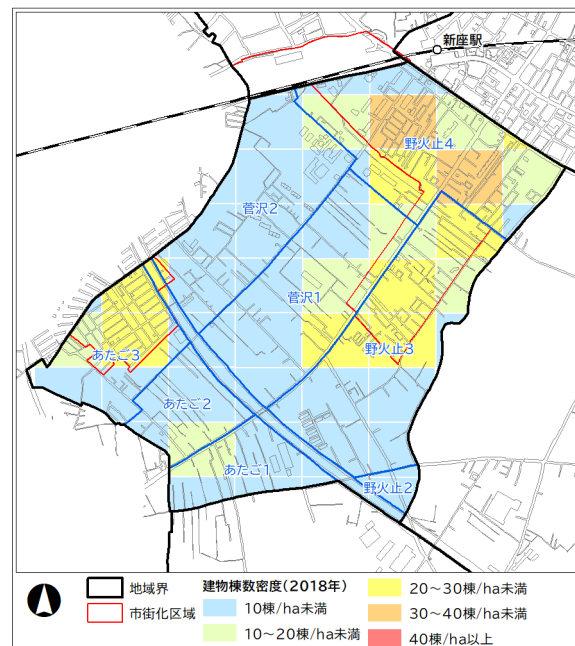 新座駅
野火止4
菅沢2
菅沢1
あたご3
野火止3
あたご2
あたご1
野火止2
地域界
市街化区域
建物棟数密度(2018年)
10棟/ha未満
10～20棟/ha未満
20～30棟/ha未満
30～40棟/ha未満
40棟/ha以上